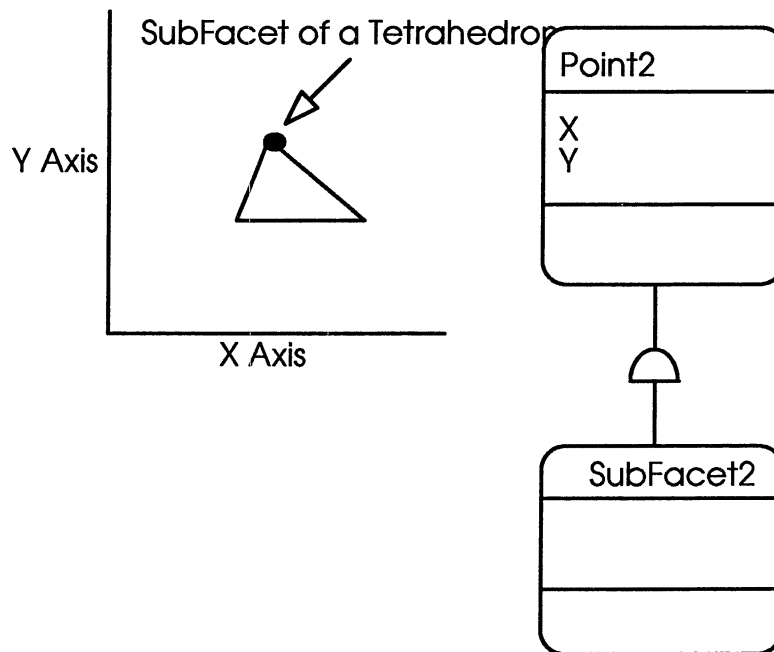 SubFacet of a Tetrahedron
Y Axis
X Axis
Point2
X
Y
SubFacet2